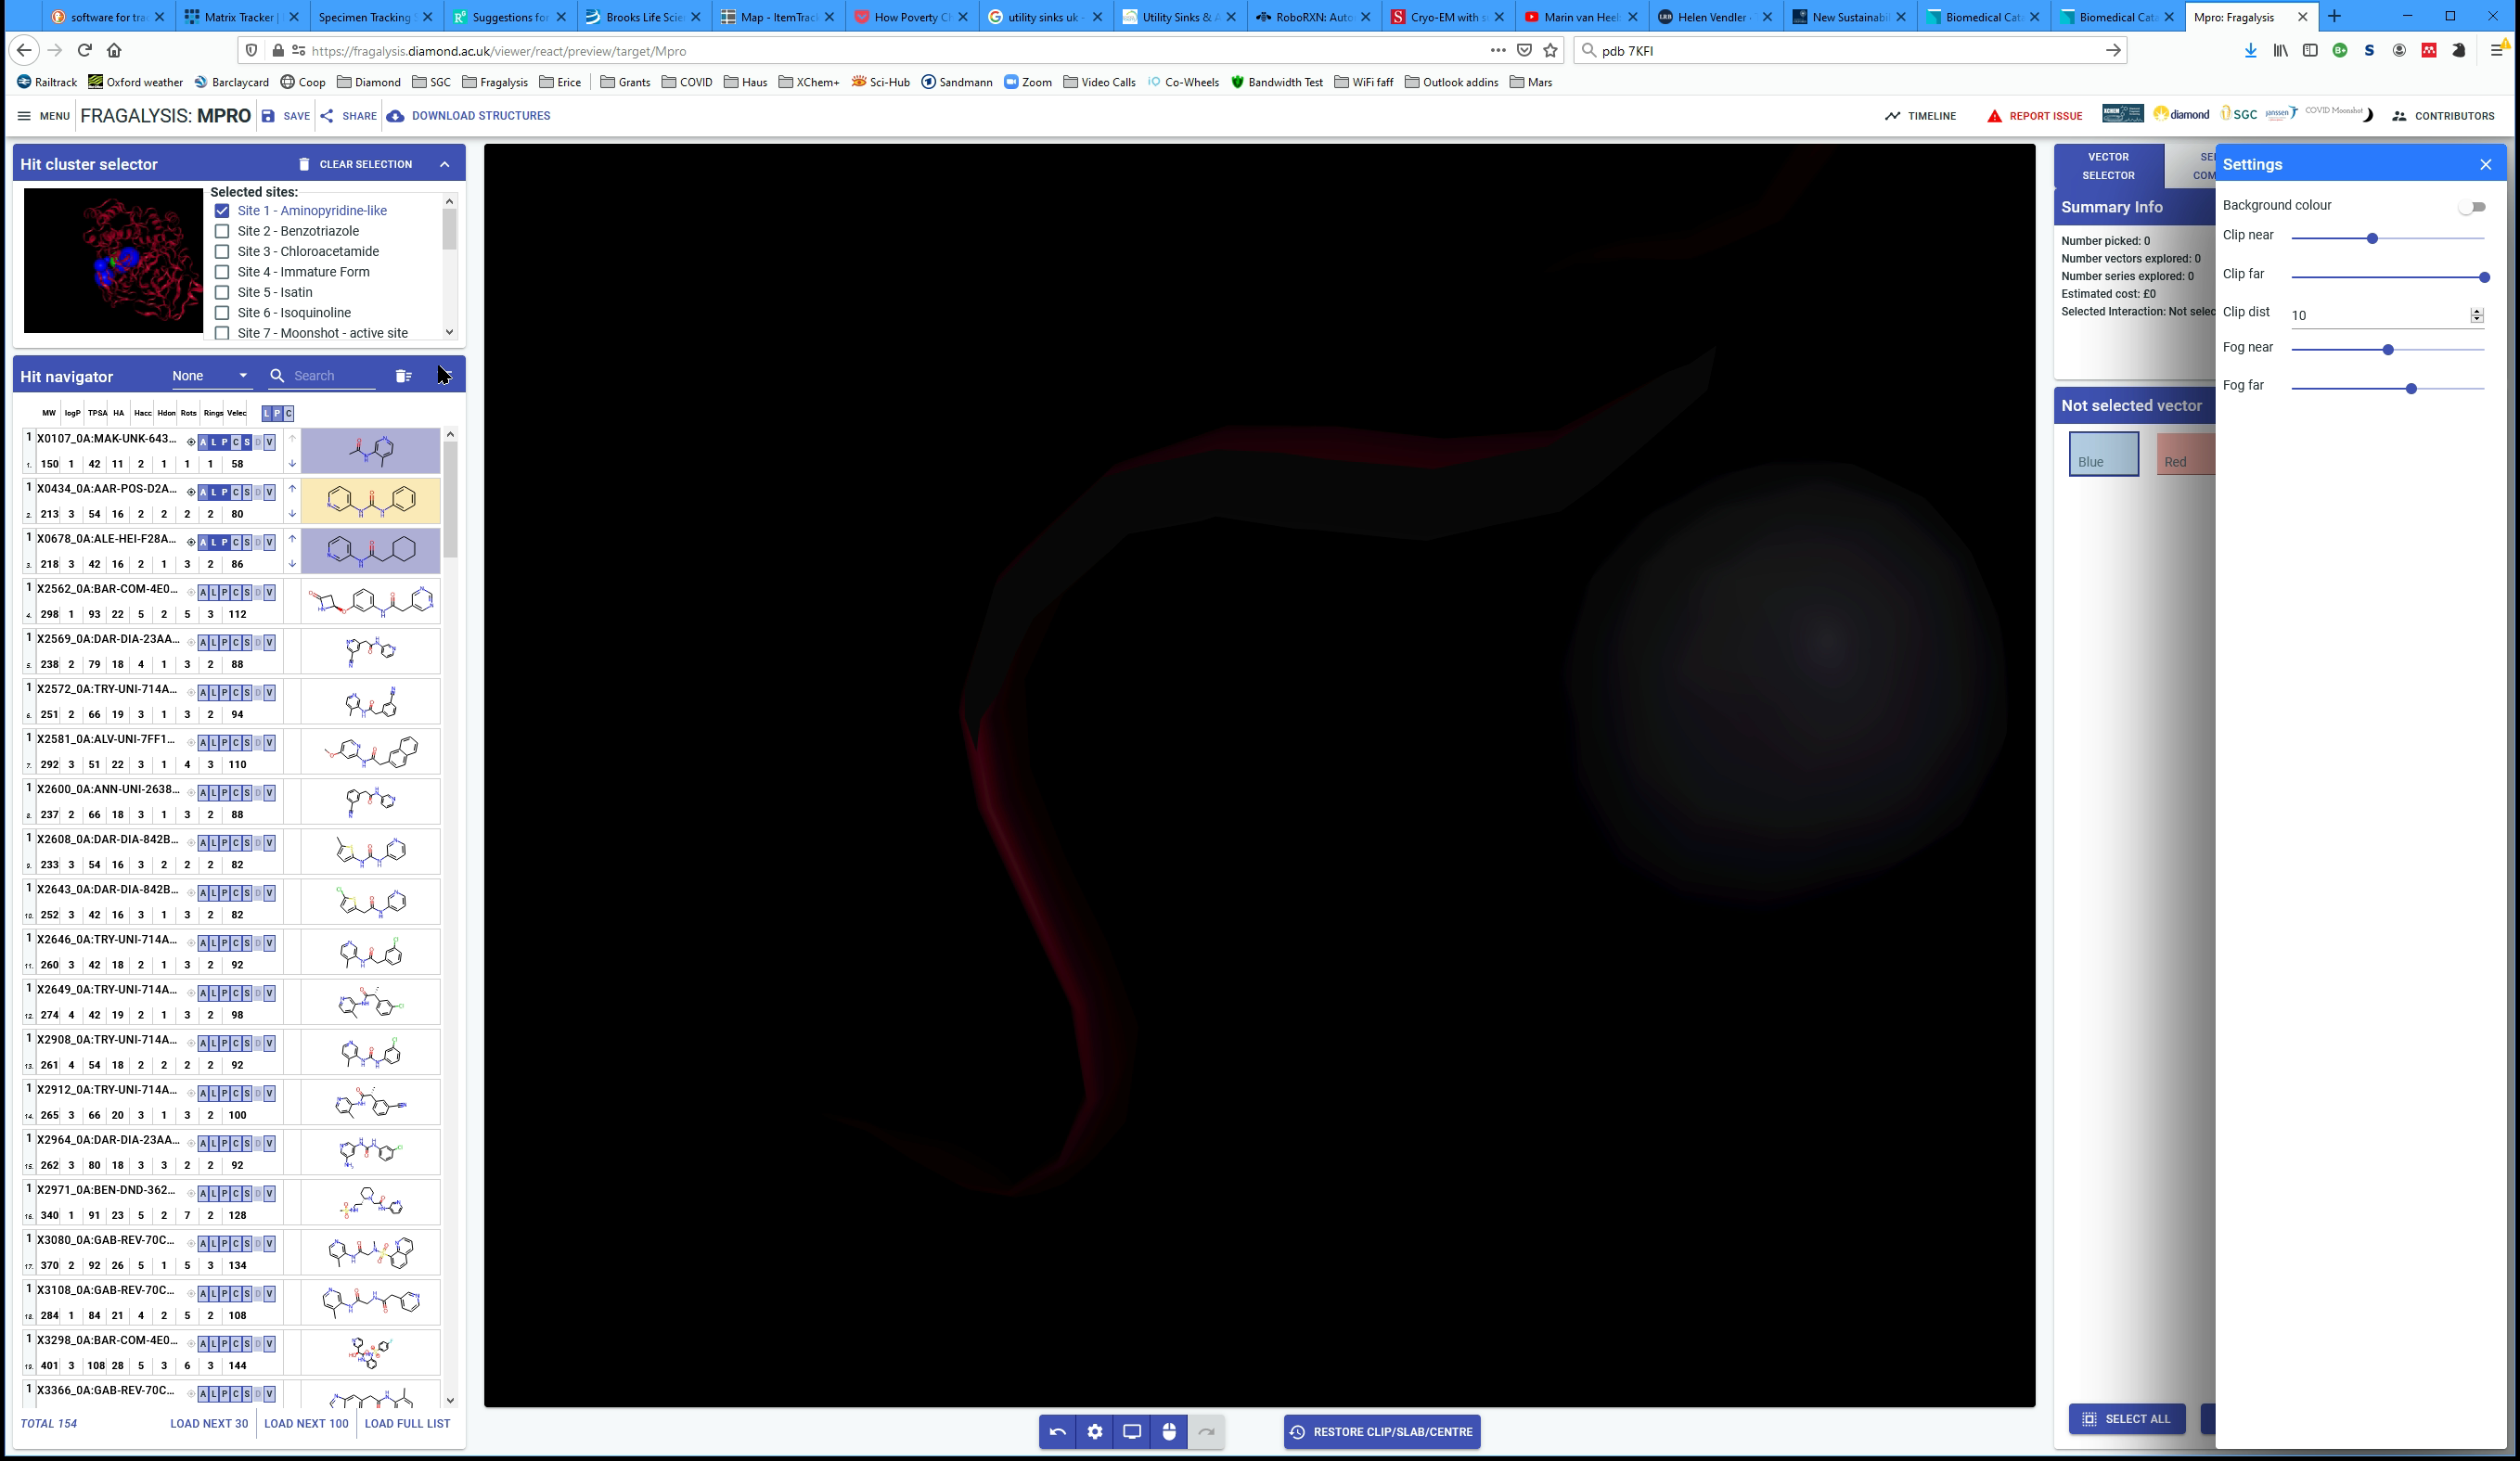 software for tra
Matrix Tracker |
Specimen Tracking
Suggestions fo
Brooks Life Scie
Map - ItemTrac
How Poverty C
utility sinks uk -
Utility Sinks & A
RoboRXN: Auto
Cryo-EM with s
Marin van Heel
Helen Vendler
New Sustainabi
Biomedical Cat
Biomedical Cat
Mpro: Fragalysis
https://fragalysis.diamond.ac.uk/viewer/react/preview/target/Mpro
pdb 7KFI
Railtrack Oxford weather Barclaycard Coop Diamond SGC Fragalysis Erice Grants COVID Haus XChem+ Sci-Hub Sandmann Zoom Video Calls Co-Wheels Bandwidth Test WiFi faff Outlook addins Mars
MENU FRAGALYSIS: MPRO SAVE SHARE DOWNLOAD STRUCTURES
TIMELINE REPORT ISSUE diamond SGC janssen COVID Moonshot CONTRIBUTORS
Hit cluster selector CLEAR SELECTION
Selected sites:
Site 1 - Aminopyridine-like
Site 2 - Benzotriazole
Site 3 - Chloroacetamide
Site 4 - Immature Form
Site 5 - Isatin
Site 6 - Isoquinoline
Site 7 - Moonshot - active site
Hit navigator None Search
MW logP TPSA HA Hacc Hdon Rots Rings Velec L P C
1 X0107_0A:MAK-UNK-643... A L P C S D V
1. 150 1 42 11 2 1 1 1 58
1 X0434_0A:AAR-POS-D2A... A L P C S D V
2. 213 3 54 16 2 2 2 2 80
1 X0678_0A:ALE-HEI-F28A... A L P C S D V
3. 218 3 42 16 2 1 3 2 86
1 X2562_0A:BAR-COM-4E0... A L P C S D V
4. 298 1 93 22 5 2 5 3 112
1 X2569_0A:DAR-DIA-23AA... A L P C S D V
5. 238 2 79 18 4 1 3 2 88
1 X2572_0A:TRY-UNI-714A... A L P C S D V
6. 251 2 66 19 3 1 3 2 94
1 X2581_0A:ALV-UNI-7FF1... A L P C S D V
7. 292 3 51 22 3 1 4 3 110
1 X2600_0A:ANN-UNI-2638... A L P C S D V
8. 237 2 66 18 3 1 3 2 88
1 X2608_0A:DAR-DIA-842B... A L P C S D V
9. 233 3 54 16 3 2 2 2 82
1 X2643_0A:DAR-DIA-842B... A L P C S D V
10. 252 3 42 16 3 1 3 2 82
1 X2646_0A:TRY-UNI-714A... A L P C S D V
11. 260 3 42 18 2 1 3 2 92
1 X2649_0A:TRY-UNI-714A... A L P C S D V
12. 274 4 42 19 2 1 3 2 98
1 X2908_0A:TRY-UNI-714A... A L P C S D V
13. 261 4 54 18 2 2 2 2 92
1 X2912_0A:TRY-UNI-714A... A L P C S D V
14. 265 3 66 20 3 1 3 2 100
1 X2964_0A:DAR-DIA-23AA... A L P C S D V
15. 262 3 80 18 3 3 2 2 92
1 X2971_0A:BEN-DND-362... A L P C S D V
16. 340 1 91 23 5 2 7 2 128
1 X3080_0A:GAB-REV-70C... A L P C S D V
17. 370 2 92 26 5 1 5 3 134
1 X3108_0A:GAB-REV-70C... A L P C S D V
18. 284 1 84 21 4 2 5 2 108
1 X3298_0A:BAR-COM-4E0... A L P C S D V
19. 401 3 108 28 5 3 6 3 144
1 X3366_0A:GAB-REV-70C... A L P C S D V
TOTAL 154 LOAD NEXT 30 LOAD NEXT 100 LOAD FULL LIST
RESTORE CLIP/SLAB/CENTRE
VECTOR SELECTOR
SE
COM
Summary Info
Number picked: 0
Number vectors explored: 0
Number series explored: 0
Estimated cost: £0
Selected Interaction: Not selec
Not selected vector
Blue Red
SELECT ALL
Settings
Background colour
Clip near
Clip far
Clip dist 10
Fog near
Fog far